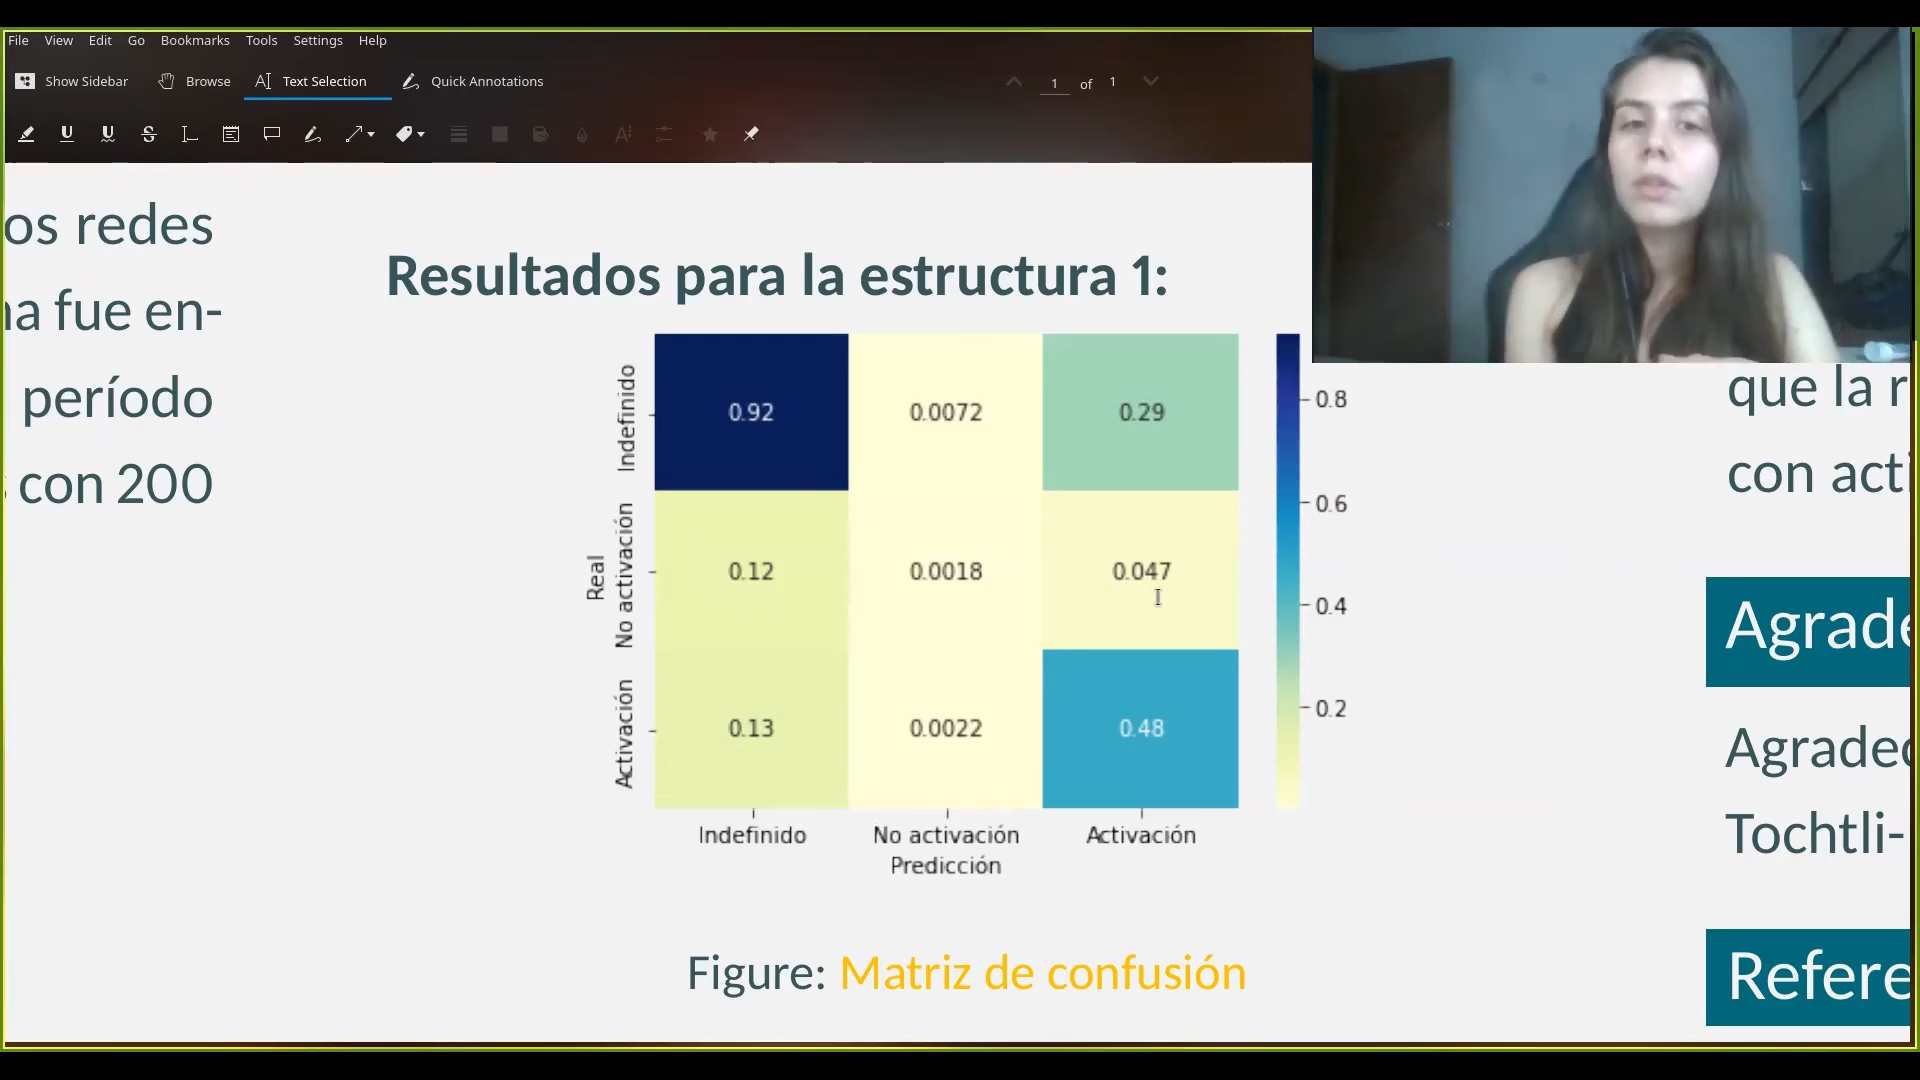 File View Edit Go Bookmarks Tools Settings Help
Show Sidebar Browse Text Selection Quick Annotations 1 of 1
os redes
na fue en-
período
con 200
Resultados para la estructura 1:
Real
Indefinido
No activación
Activación
0.92 0.0072 0.29
0.12 0.0018 0.047
0.13 0.0022 0.48
Indefinido No activación Activación
Predicción
0.8
0.6
0.4
0.2
Figure: Matriz de confusión
que la r
con acti
Agrade
Agradec
Tochtli-
Refere